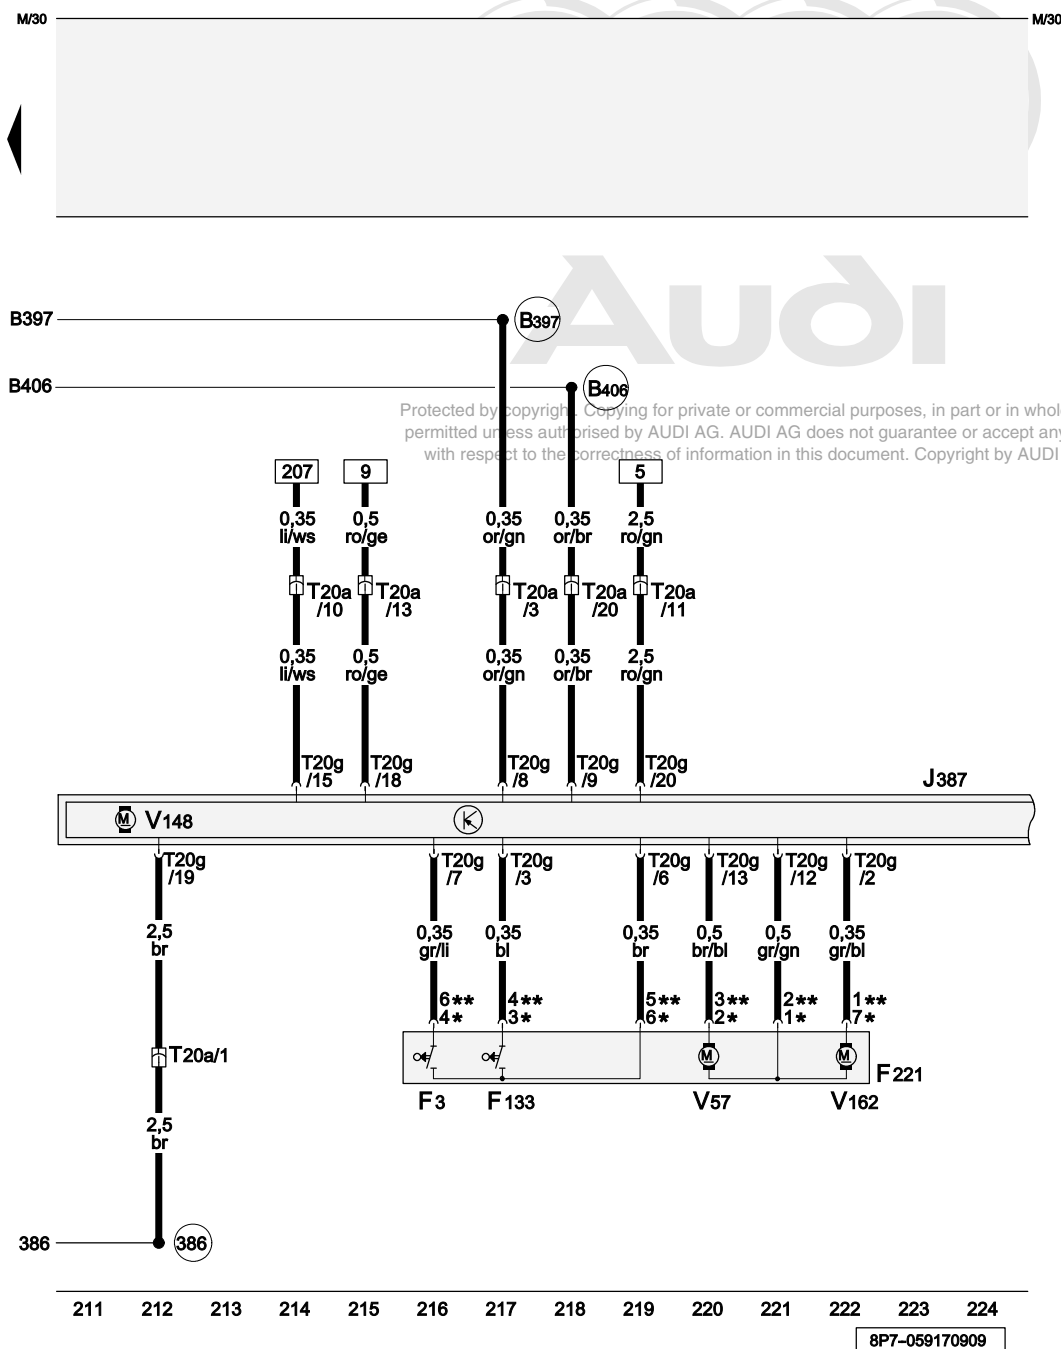 M/30 M/30
AUDI
B397 B397
B406 B406
Protected by copyright. Copying for private or commercial purposes, in part or in whol
permitted unless authorised by AUDI AG. AUDI AG does not guarantee or accept any
with respect to the correctness of information in this document. Copyright by AUDI
207 9 5
0,35 0,5 0,35 0,35 2,5
li/ws ro/ge or/gn or/br ro/gn
T20a T20a T20a T20a T20a
/10 /13 /3 /20 /11
0,35 0,5 0,35 0,35 2,5
li/ws ro/ge or/gn or/br ro/gn
T20g T20g T20g T20g T20g
/15 /18 /8 /9 /20
J387
M V148
T20g T20g T20g T20g T20g T20g T20g
/19 /7 /3 /6 /13 /12 /2
2,5 0,35 0,35 0,35 0,5 0,5 0,35
br gr/li bl br br/bl gr/gn gr/bl
6** 4** 5** 3** 2** 1**
4* 3* 6* 2* 1* 7*
T20a/1 M M F221
F3 F133 V57 V162
2,5
br
386 386
211 212 213 214 215 216 217 218 219 220 221 222 223 224
8P7-059170909